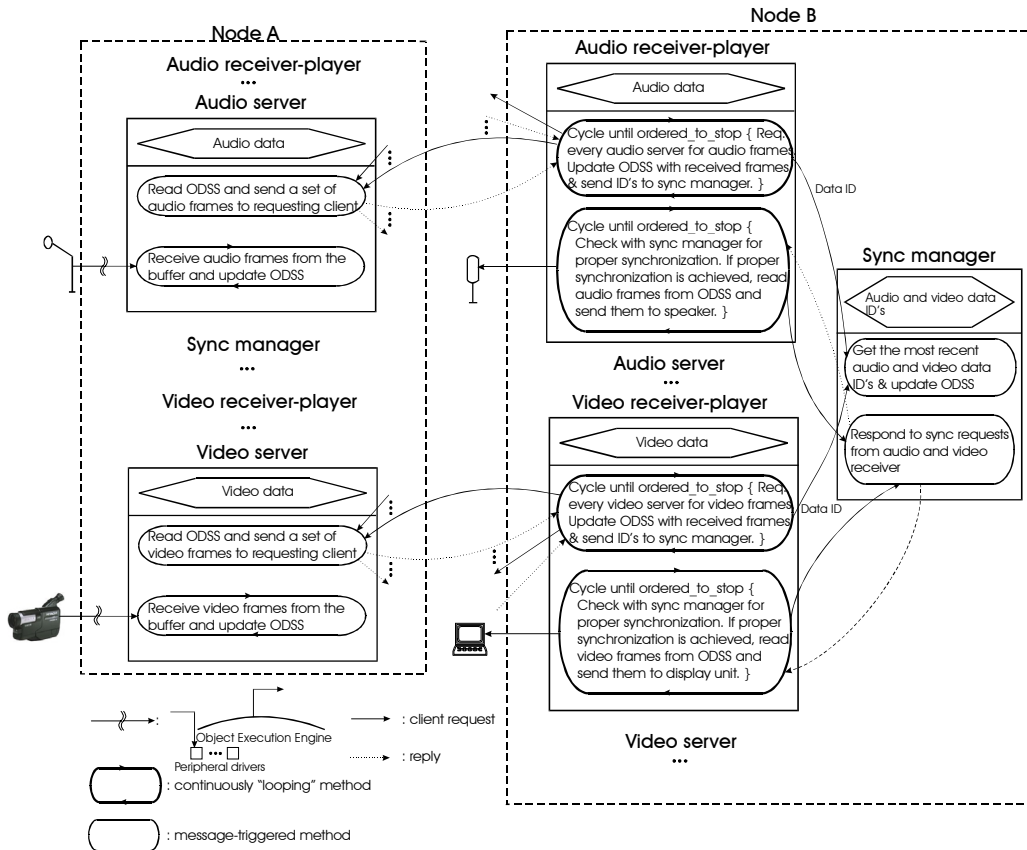 Node A
Audio receiver-player
...
Audio server
Audio data
Read ODSS and send a set of
audio frames to requesting client
Receive audio frames from the
buffer and update ODSS
Sync manager
...
Video receiver-player
...
Video server
Video data
Read ODSS and send a set of
video frames to requesting client
Receive video frames from the
buffer and update ODSS
Node B
Audio receiver-player
Audio data
Cycle until ordered_to_stop { Req.
every audio server for audio frames.
Update ODSS with received frames
& send ID's to sync manager. }
Data ID
Cycle until ordered_to_stop {
Check with sync manager for
proper synchronization. If proper
synchronization is achieved, read
audio frames from ODSS and
send them to speaker. }
Audio server
...
Video receiver-player
Video data
Cycle until ordered_to_stop { Req.
every video server for video frames.
Update ODSS with received frames
& send ID's to sync manager. }
Data ID
Cycle until ordered_to_stop {
Check with sync manager for
proper synchronization. If proper
synchronization is achieved, read
video frames from ODSS and
send them to display unit. }
Video server
...
Sync manager
Audio and video data
ID's
Get the most recent
audio and video data
ID's & update ODSS
Respond to sync requests
from audio and video
receiver
:
Object Execution Engine
...
Peripheral drivers
: client request
: reply
: continuously “looping” method
: message-triggered method